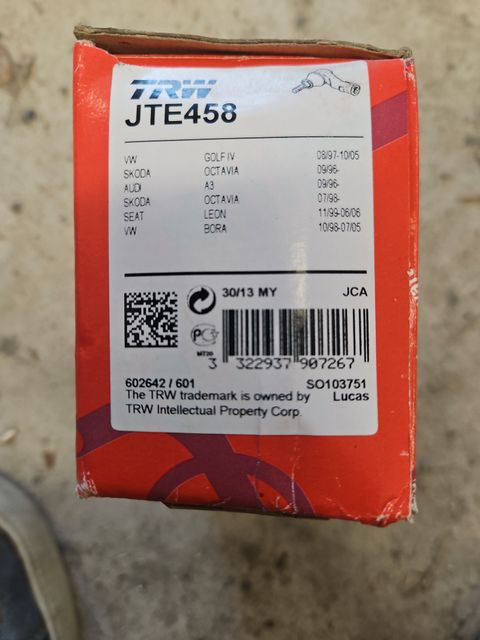 TRW
JTE458
VW GOLF IV 08/97-10/05
SKODA OCTAVIA 09/96-
AUDI A3 09/96-
SKODA OCTAVIA 07/98-
SEAT LEON 11/99-06/06
VW BORA 10/98-07/05
30/13 MY JCA
MT20
3 322937 907267
602642 / 601 SO103751
The TRW trademark is owned by Lucas
TRW Intellectual Property Corp.